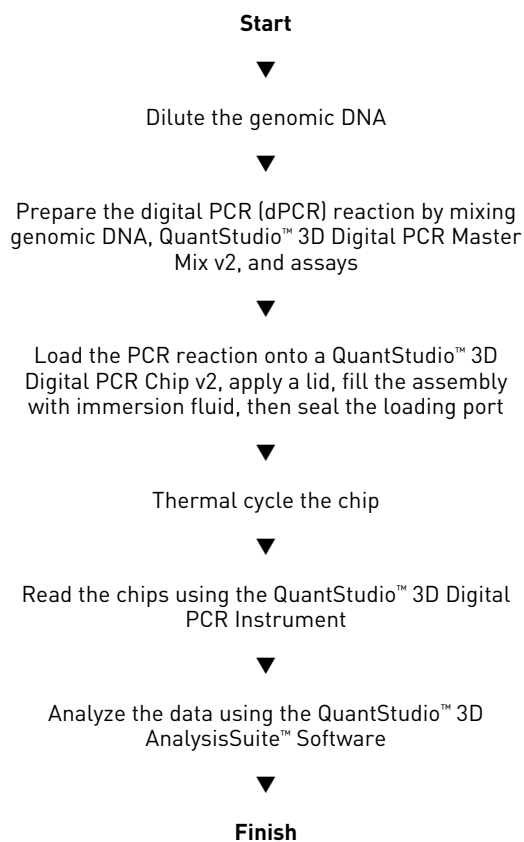 Start
▼
Dilute the genomic DNA
▼
Prepare the digital PCR (dPCR) reaction by mixing
genomic DNA, QuantStudio™ 3D Digital PCR Master
Mix v2, and assays
▼
Load the PCR reaction onto a QuantStudio™ 3D
Digital PCR Chip v2, apply a lid, fill the assembly
with immersion fluid, then seal the loading port
▼
Thermal cycle the chip
▼
Read the chips using the QuantStudio™ 3D Digital
PCR Instrument
▼
Analyze the data using the QuantStudio™ 3D
AnalysisSuite™ Software
▼
Finish